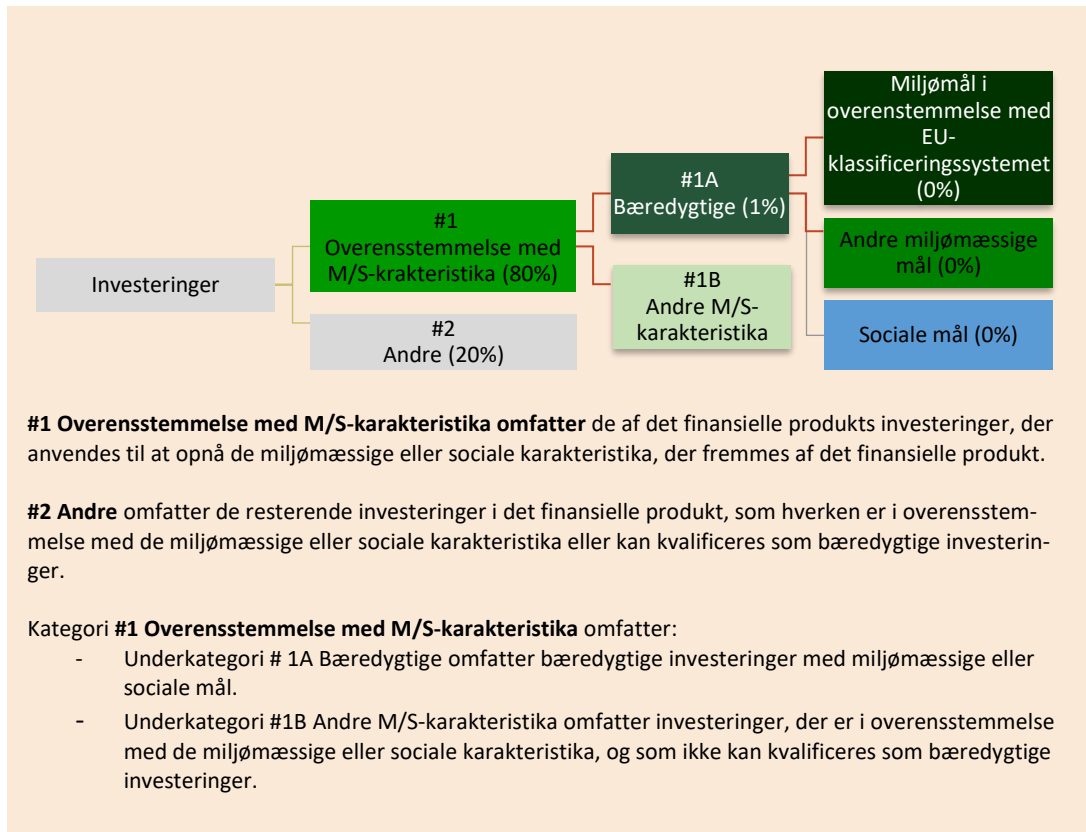 Investeringer
#1
Overensstemmelse med
M/S-krakteristika (80%)
#2
Andre (20%)
#1A
Bæredygtige (1%)
#1B
Andre M/S-
karakteristika
Miljømål i
overenstemmelse med
EU-
klassificeringssystemet
(0%)
Andre miljømæssige
mål (0%)
Sociale mål (0%)
#1 Overensstemmelse med M/S-karakteristika omfatter de af det finansielle produkts investeringer, der
anvendes til at opnå de miljømæssige eller sociale karakteristika, der fremmes af det finansielle produkt.
#2 Andre omfatter de resterende investeringer i det finansielle produkt, som hverken er i overensstem-
melse med de miljømæssige eller sociale karakteristika eller kan kvalificeres som bæredygtige investerin-
ger.
Kategori #1 Overensstemmelse med M/S-karakteristika omfatter:
- Underkategori # 1A Bæredygtige omfatter bæredygtige investeringer med miljømæssige eller
sociale mål.
- Underkategori #1B Andre M/S-karakteristika omfatter investeringer, der er i overensstemmelse
med de miljømæssige eller sociale karakteristika, og som ikke kan kvalificeres som bæredygtige
investeringer.